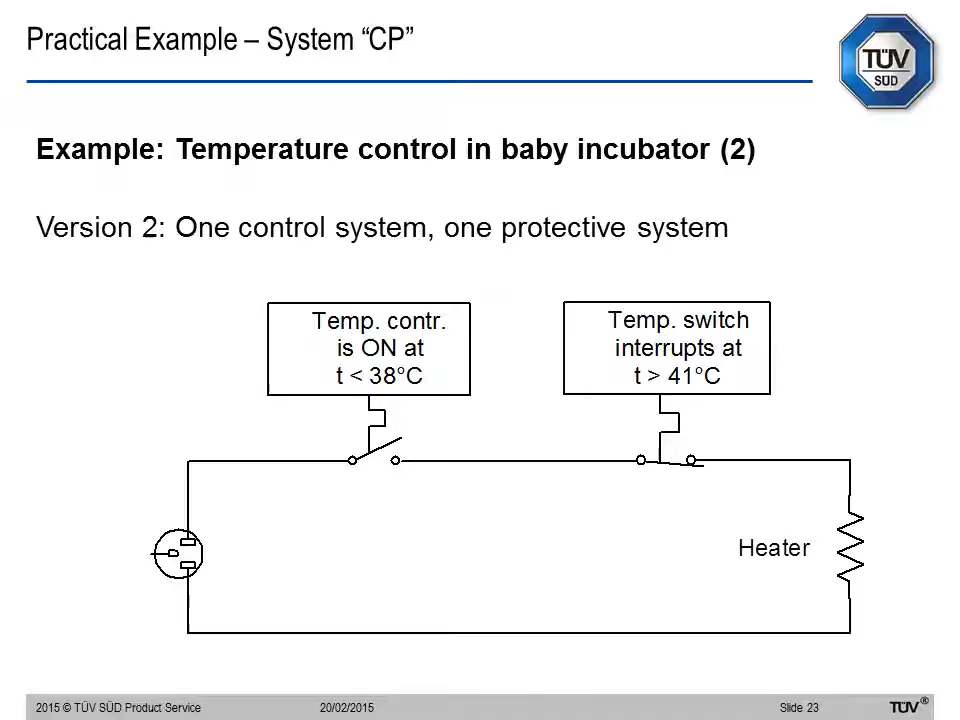 Practical Example – System “CP”
TÜV
SÜD
Example: Temperature control in baby incubator (2)
Version 2: One control system, one protective system
Temp. contr.
is ON at
t < 38°C
Temp. switch
interrupts at
t > 41°C
Heater
2015 © TÜV SÜD Product Service 20/02/2015 Slide 23 TÜV®